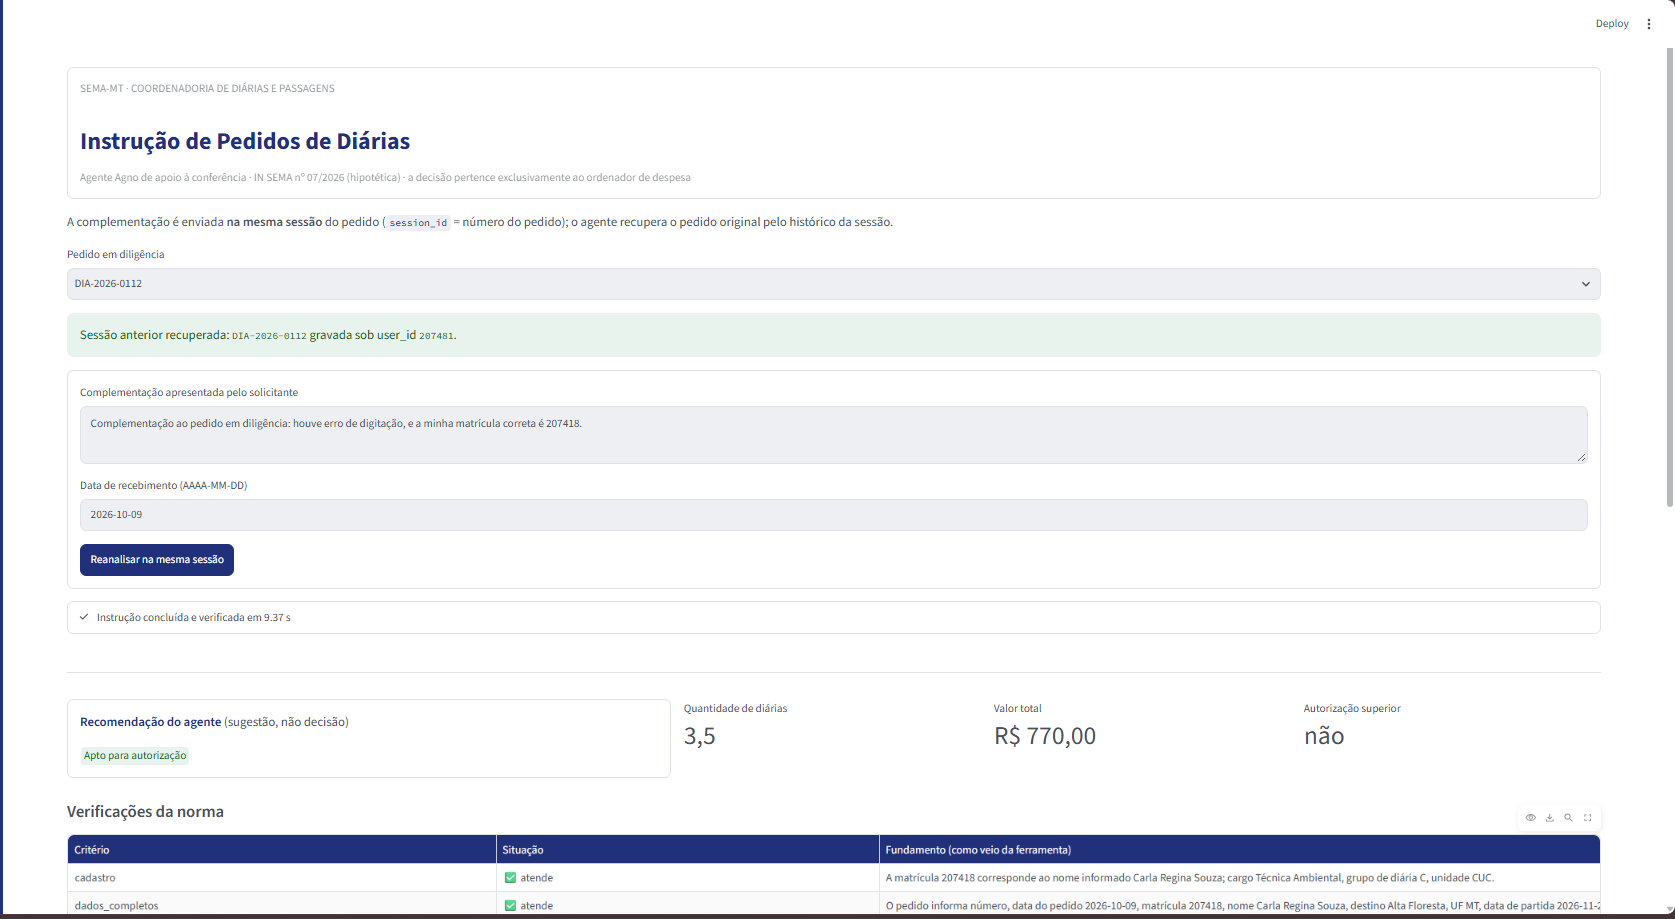 Deploy
SEMA-MT · COORDENADORIA DE DIÁRIAS E PASSAGENS
Instrução de Pedidos de Diárias
Agente Agno de apoio à conferência · IN SEMA nº 07/2026 (hipotética) · a decisão pertence exclusivamente ao ordenador de despesa
A complementação é enviada na mesma sessão do pedido ( session_id = número do pedido); o agente recupera o pedido original pelo histórico da sessão.
Pedido em diligência
DIA-2026-0112
Sessão anterior recuperada: DIA-2026-0112 gravada sob user_id 207481.
Complementação apresentada pelo solicitante
Complementação ao pedido em diligência: houve erro de digitação, e a minha matrícula correta é 207418.
Data de recebimento (AAAA-MM-DD)
2026-10-09
Reanalisar na mesma sessão
Instrução concluída e verificada em 9.37 s
Recomendação do agente (sugestão, não decisão)
Apto para autorização
Quantidade de diárias
3,5
Valor total
R$ 770,00
Autorização superior
não
Verificações da norma
Critério Situação Fundamento (como veio da ferramenta)
cadastro atende A matrícula 207418 corresponde ao nome informado Carla Regina Souza; cargo Técnica Ambiental, grupo de diária C, unidade CUC.
dados_completos atende O pedido informa número, data do pedido 2026-10-09, matrícula 207418, nome Carla Regina Souza, destino Alta Floresta, UF MT, data de partida 2026-11-2